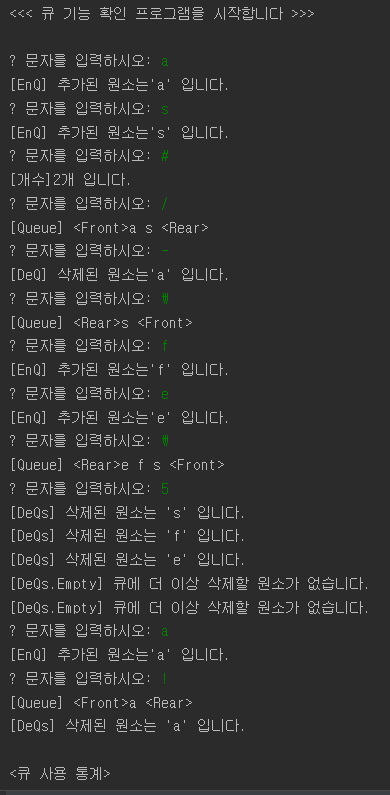 <<< 큐 기능 확인 프로그램을 시작합니다 >>>
? 문자를 입력하시오: a
[EnQ] 추가된 원소는'a' 입니다.
? 문자를 입력하시오: s
[EnQ] 추가된 원소는's' 입니다.
? 문자를 입력하시오: #
[개수]2개 입니다.
? 문자를 입력하시오: /
[Queue] <Front>a s <Rear>
? 문자를 입력하시오: -
[DeQ] 삭제된 원소는'a' 입니다.
? 문자를 입력하시오: ₩
[Queue] <Rear>s <Front>
? 문자를 입력하시오: f
[EnQ] 추가된 원소는'f' 입니다.
? 문자를 입력하시오: e
[EnQ] 추가된 원소는'e' 입니다.
? 문자를 입력하시오: ₩
[Queue] <Rear>e f s <Front>
? 문자를 입력하시오: 5
[DeQs] 삭제된 원소는 's' 입니다.
[DeQs] 삭제된 원소는 'f' 입니다.
[DeQs] 삭제된 원소는 'e' 입니다.
[DeQs.Empty] 큐에 더 이상 삭제할 원소가 없습니다.
[DeQs.Empty] 큐에 더 이상 삭제할 원소가 없습니다.
? 문자를 입력하시오: a
[EnQ] 추가된 원소는'a' 입니다.
? 문자를 입력하시오: !
[Queue] <Front>a <Rear>
[DeQs] 삭제된 원소는 'a' 입니다.
<큐 사용 통계>